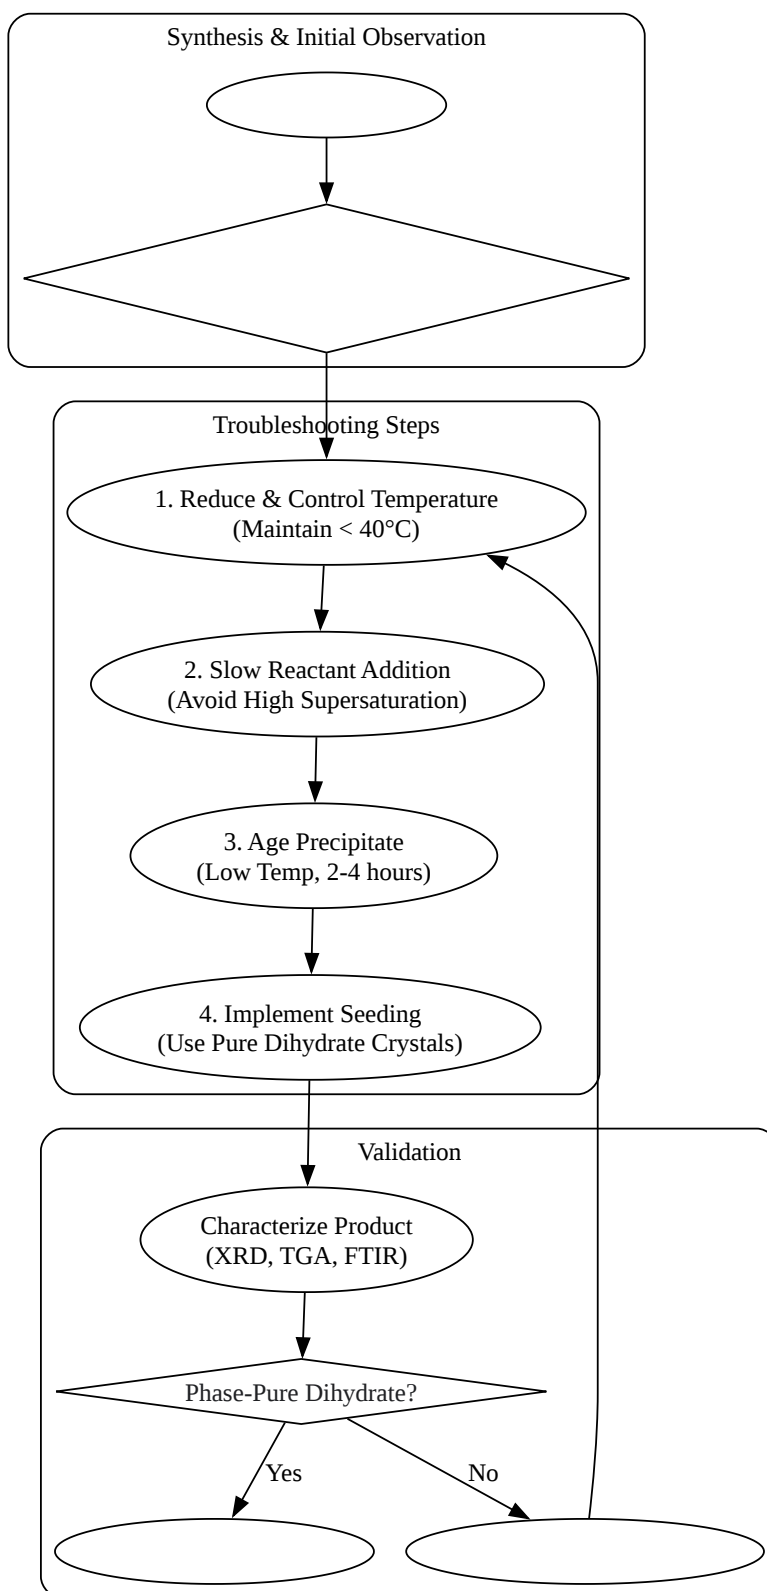 Synthesis & Initial Observation
Troubleshooting Steps
1. Reduce & Control Temperature
(Maintain < 40°C)
2. Slow Reactant Addition
(Avoid High Supersaturation)
3. Age Precipitate
(Low Temp, 2-4 hours)
4. Implement Seeding
(Use Pure Dihydrate Crystals)
Validation
Characterize Product
(XRD, TGA, FTIR)
Phase-Pure Dihydrate?
Yes
No